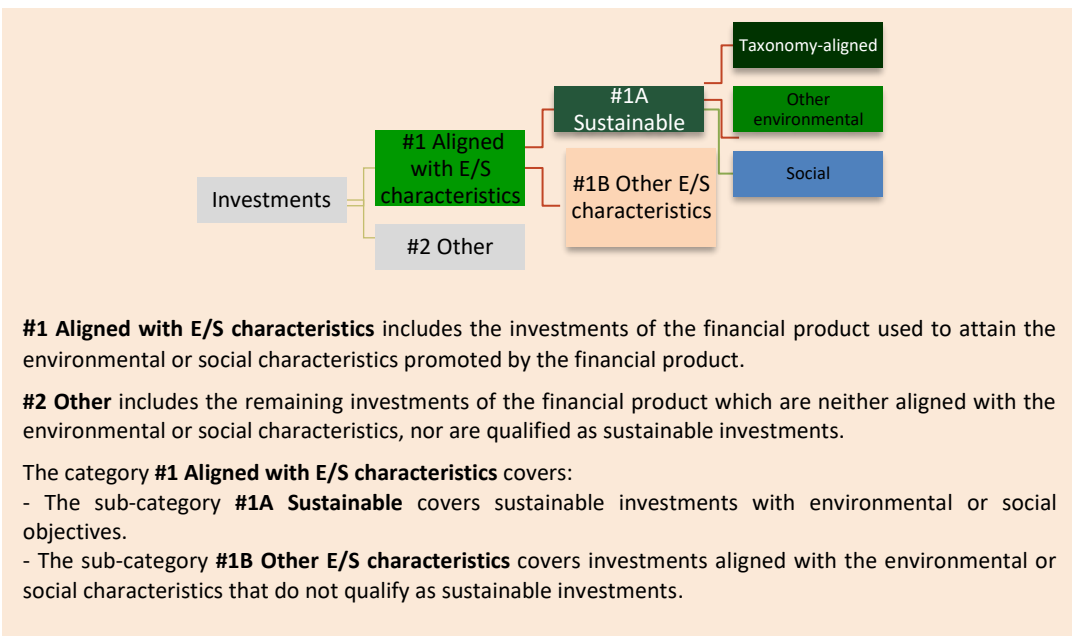 Taxonomy-aligned
#1A
Sustainable
Other
environmental
#1 Aligned
with E/S
characteristics
#1B Other E/S
characteristics
Social
Investments
#2 Other
#1 Aligned with E/S characteristics includes the investments of the financial product used to attain the
environmental or social characteristics promoted by the financial product.
#2 Other includes the remaining investments of the financial product which are neither aligned with the
environmental or social characteristics, nor are qualified as sustainable investments.
The category #1 Aligned with E/S characteristics covers:
- The sub-category #1A Sustainable covers sustainable investments with environmental or social
objectives.
- The sub-category #1B Other E/S characteristics covers investments aligned with the environmental or
social characteristics that do not qualify as sustainable investments.